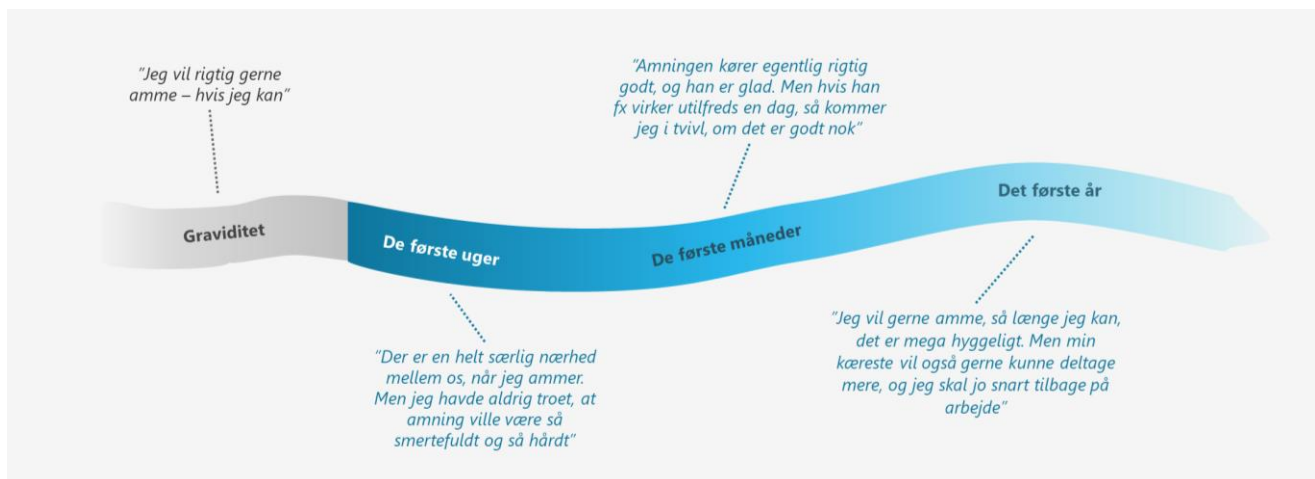 "Jeg vil rigtig gerne
amme – hvis jeg kan"
"Amningen kører egentlig rigtig
godt, og han er glad. Men hvis han
fx virker utilfreds en dag, så kommer
jeg i tvivl, om det er godt nok"
Graviditet
De første uger
De første måneder
Det første år
"Der er en helt særlig nærhed
mellem os, når jeg ammer.
Men jeg havde aldrig troet, at
amning ville være så
smertefuldt og så hårdt"
"Jeg vil gerne amme, så længe jeg kan,
det er mega hyggeligt. Men min
kæreste vil også gerne kunne deltage
mere, og jeg skal jo snart tilbage på
arbejde"